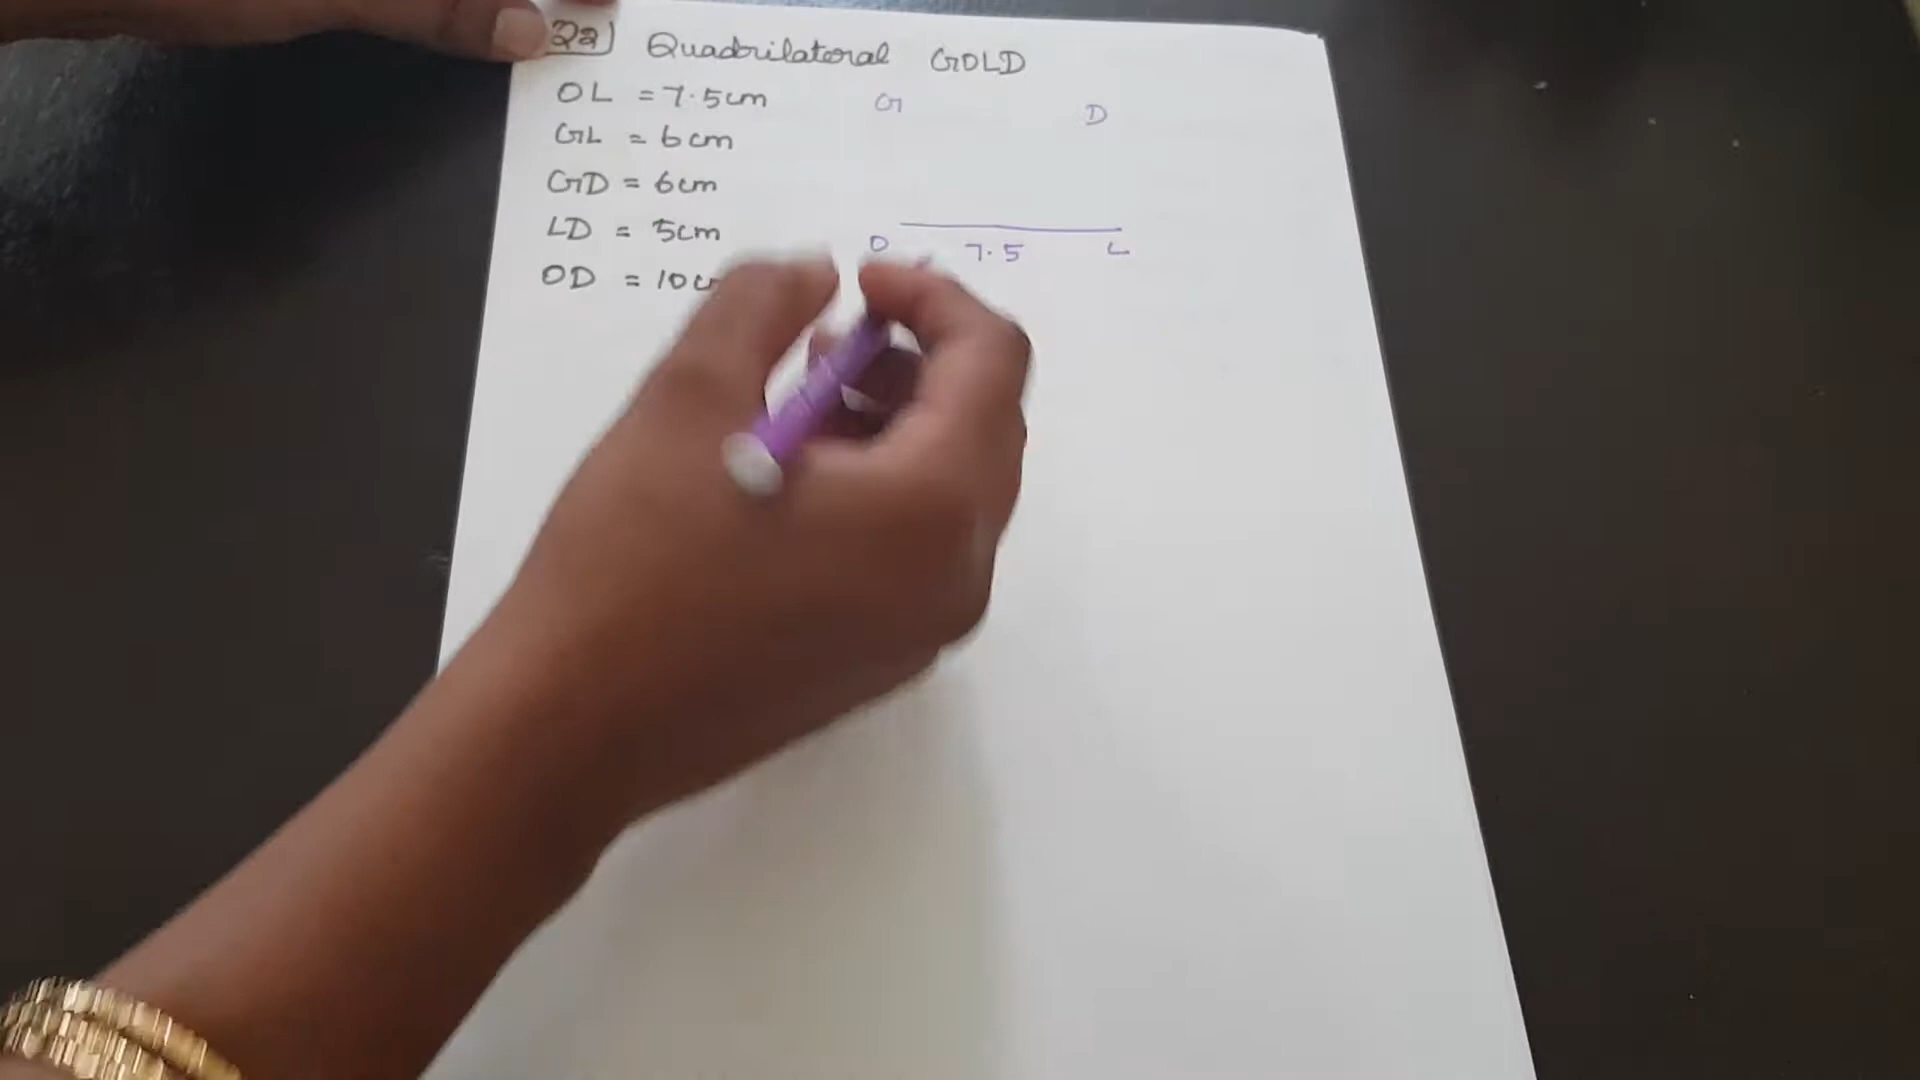 Q2) Quadrilateral GOLD
OL = 7.5cm
GL = 6cm
GD = 6cm
LD = 5cm
OD = 10
G D
O 7.5 L